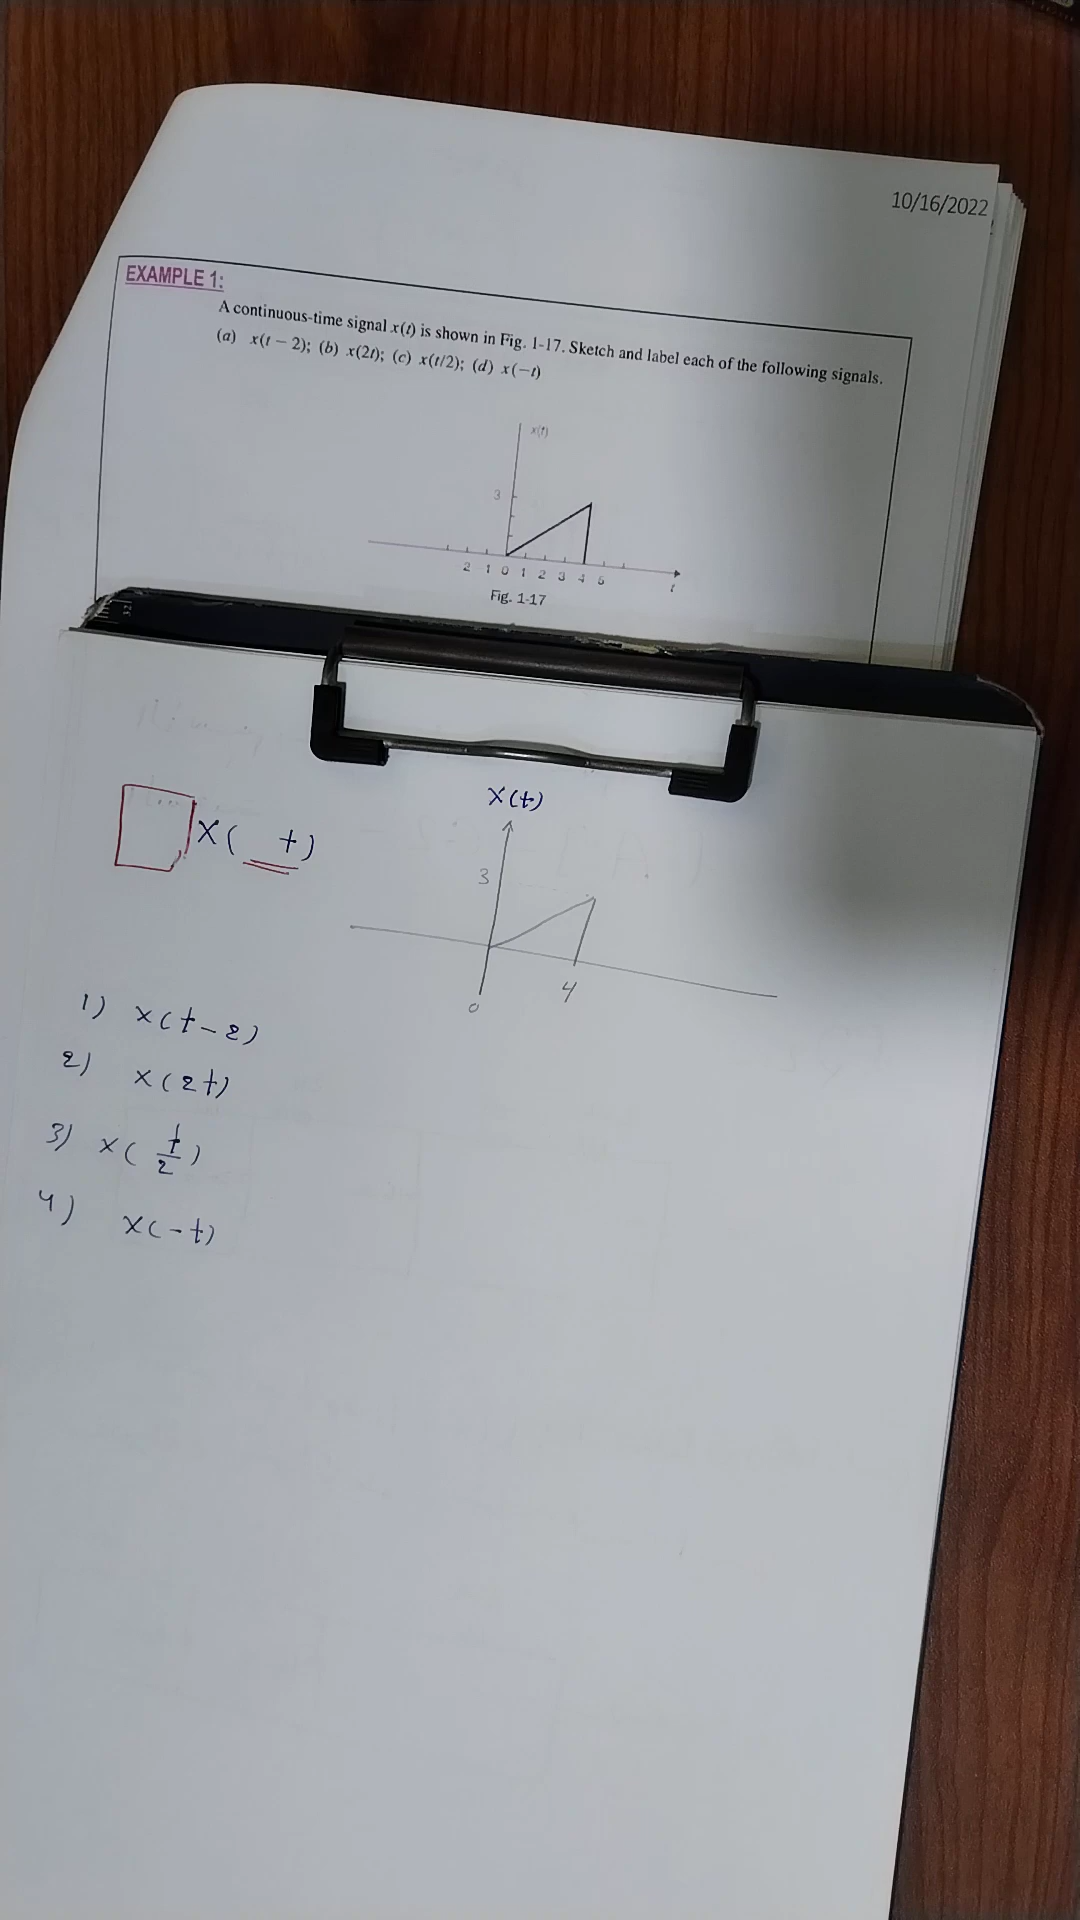 10/16/2022
EXAMPLE 1:
A continuous-time signal x(t) is shown in Fig. 1-17. Sketch and label each of the following signals.
(a) x(t − 2); (b) x(2t); (c) x(t/2); (d) x(−t)
x(t)
3
2 1 0 1 2 3 4 5
t
Fig. 1-17
x(t)
x( t)
3
0
4
1) x(t-2)
2) x(2t)
3) x(t/2)
4) x(-t)